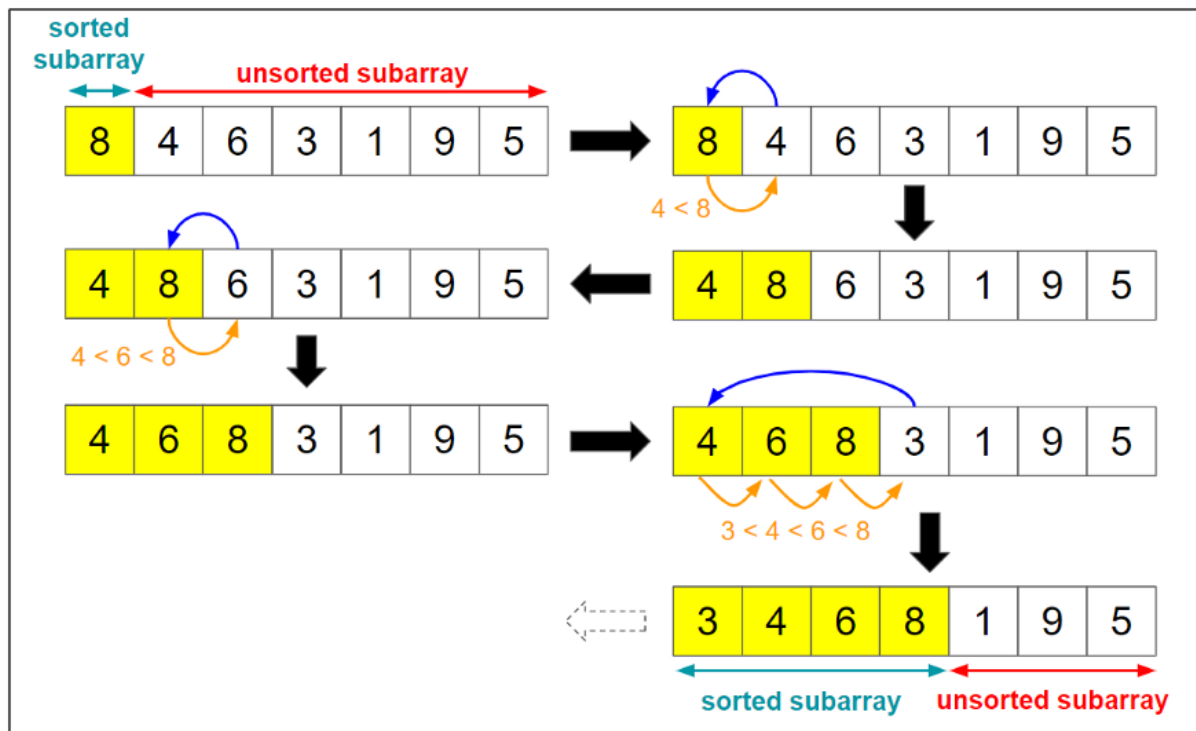 sorted
subarray
unsorted subarray
8 4 6 3 1 9 5
8 4 6 3 1 9 5
4 < 8
4 8 6 3 1 9 5
4 8 6 3 1 9 5
4 < 6 < 8
4 6 8 3 1 9 5
4 6 8 3 1 9 5
3 < 4 < 6 < 8
3 4 6 8 1 9 5
sorted subarray
unsorted subarray